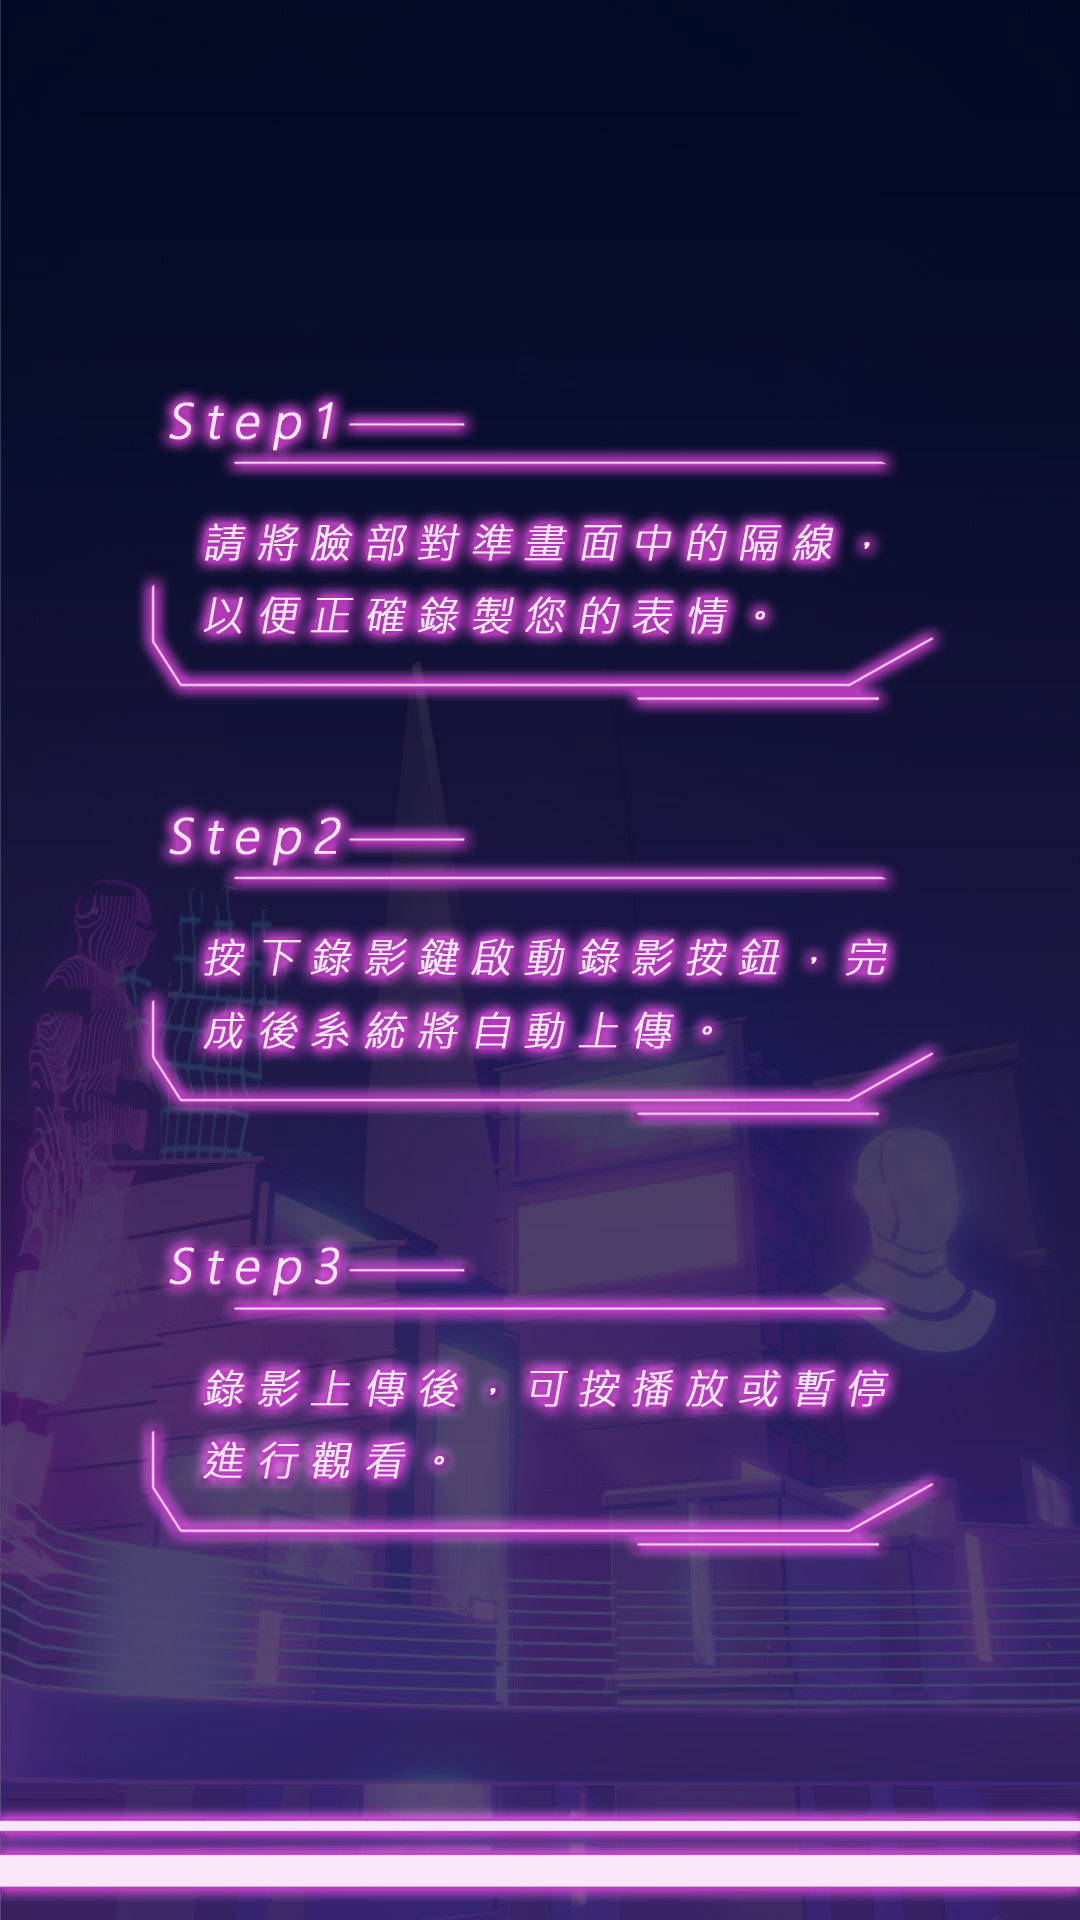 Step1
請將臉部對準畫面中的隔線，
以便正確錄製您的表情。
Step2
按下錄影鍵啟動錄影按鈕，完
成後系統將自動上傳。
Step3
錄影上傳後，可按播放或暫停
進行觀看。